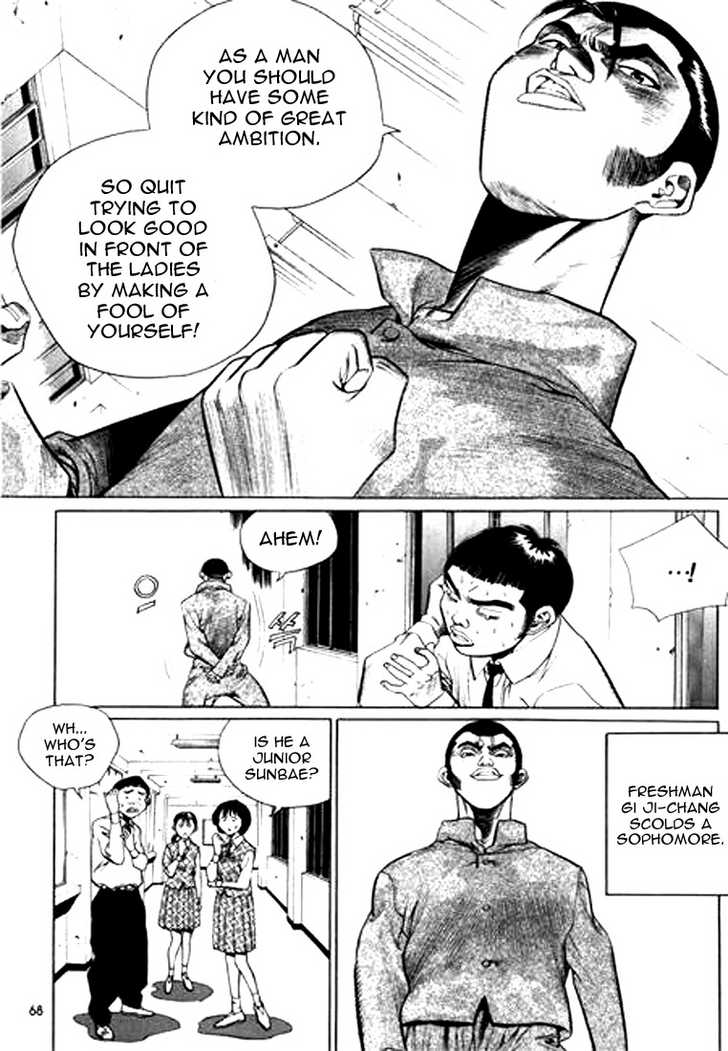 AS A MAN
YOU SHOULD
HAVE SOME
KIND OF GREAT
AMBITION.
SO QUIT
TRYING TO
LOOK GOOD
IN FRONT OF
THE LADIES
BY MAKING A
FOOL OF
YOURSELF!
AHEM!
...!
WH...
WHO'S
THAT?
IS HE A
JUNIOR
SUNBAE?
FRESHMAN
GI JI-CHANG
SCOLDS A
SOPHOMORE.
68